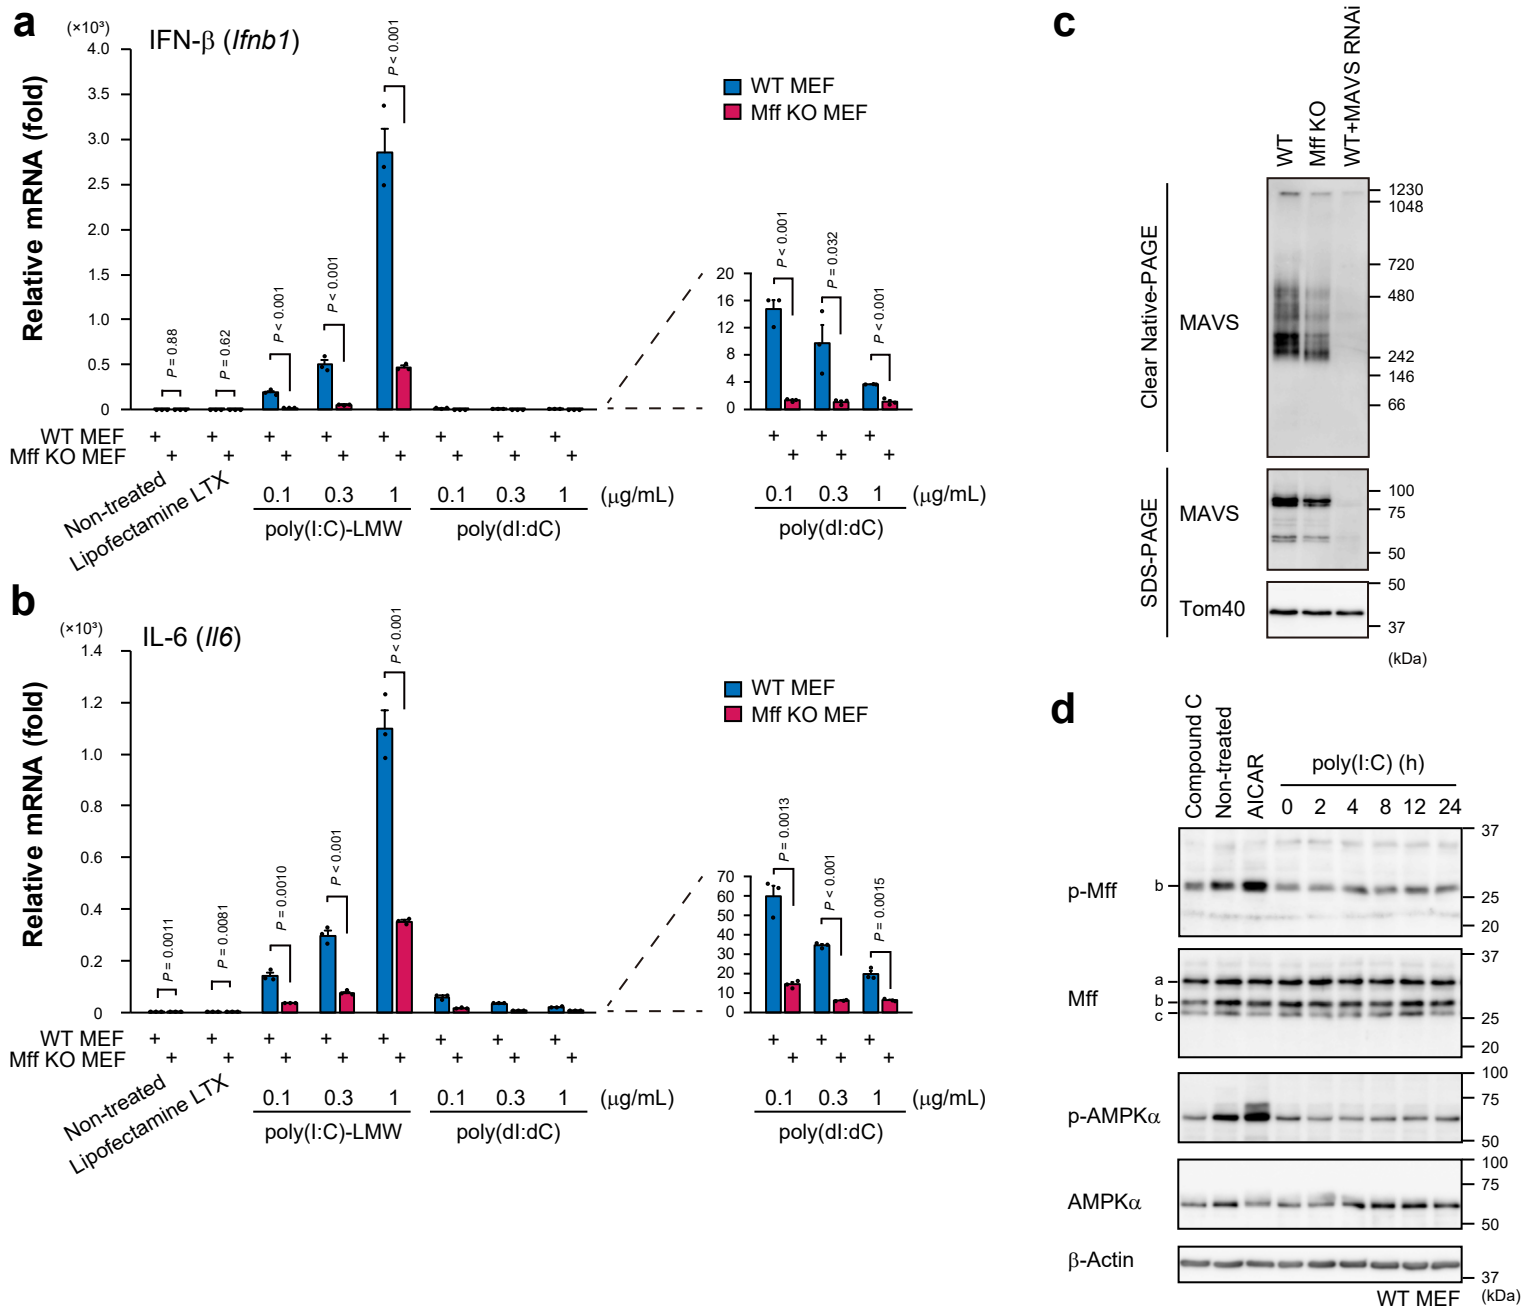 a
(×10³)
IFN-β (Ifnb1)
Relative mRNA (fold)
4.0
3.5
3.0
2.5
2.0
1.5
1.0
0.5
0
P = 0.88
P = 0.62
P < 0.001
P < 0.001
P < 0.001
WT MEF
Mff KO MEF
20
16
12
8
4
0
P < 0.001
P = 0.032
P < 0.001
WT MEF + + + + + + + + + + +
Mff KO MEF + + + + + + + + + + +
Non-treated
Lipofectamine LTX
0.1 0.3 1 0.1 0.3 1 (μg/mL) 0.1 0.3 1 (μg/mL)
poly(I:C)-LMW poly(dI:dC) poly(dI:dC)
b
(×10³)
IL-6 (Il6)
Relative mRNA (fold)
1.4
1.2
1.0
0.8
0.6
0.4
0.2
0
P = 0.0011
P = 0.0081
P = 0.0010
P < 0.001
P < 0.001
WT MEF
Mff KO MEF
70
60
50
40
30
20
10
0
P = 0.0013
P < 0.001
P = 0.0015
WT MEF + + + + + + + + + + +
Mff KO MEF + + + + + + + + + + +
Non-treated
Lipofectamine LTX
0.1 0.3 1 0.1 0.3 1 (μg/mL) 0.1 0.3 1 (μg/mL)
poly(I:C)-LMW poly(dI:dC) poly(dI:dC)
c
WT
Mff KO
WT+MAVS RNAi
Clear Native-PAGE
MAVS
1230
1048
720
480
242
146
66
SDS-PAGE
MAVS
100
75
50
Tom40
50
37
(kDa)
d
Compound C
Non-treated
AICAR
poly(I:C) (h)
0 2 4 8 12 24
p-Mff
b
37
25
20
Mff
a
b
c
37
25
20
p-AMPKα
100
75
50
AMPKα
100
75
50
β-Actin
37
WT MEF (kDa)